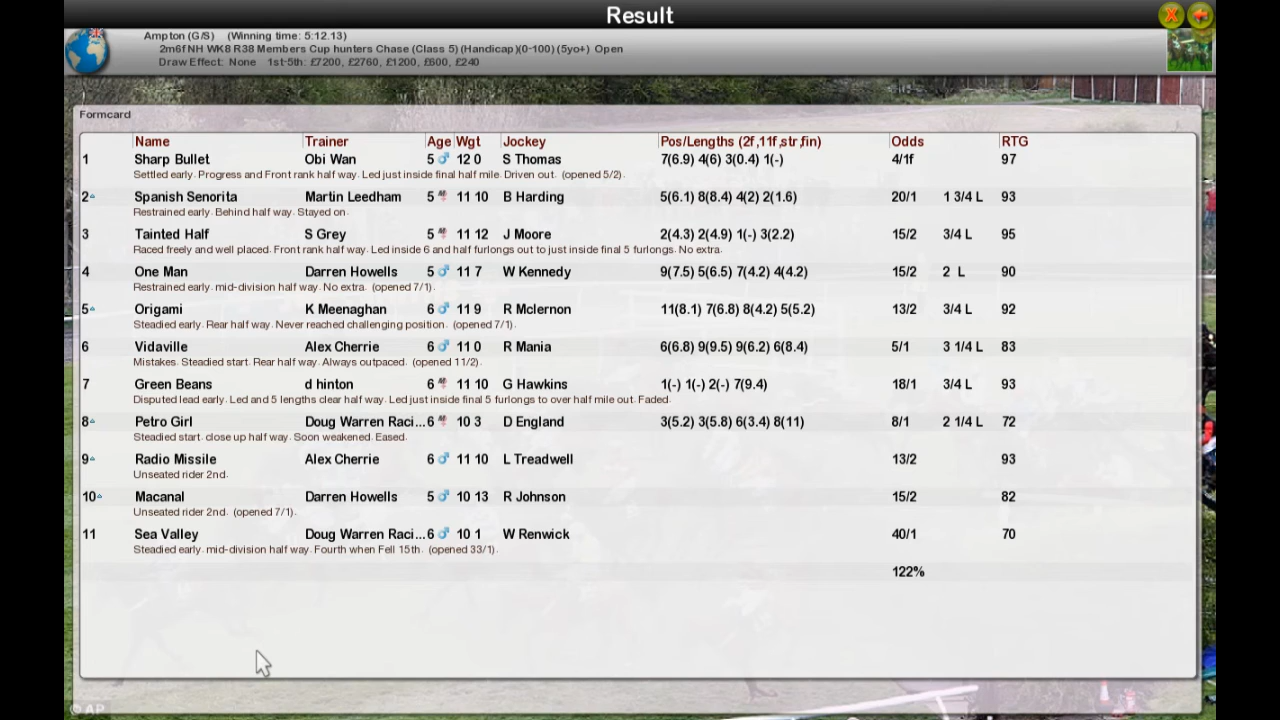 Result
Ampton (G/S) (Winning time: 5:12.13)
2m6f NH WK8 R38 Members Cup hunters Chase (Class 5) (Handicap)(0-100) (5yo+) Open
Draw Effect: None 1st-5th: £7200, £2760, £1200, £600, £240
Formcard
Name Trainer Age Wgt Jockey Pos/Lengths (2f,11f,str,fin) Odds RTG
1 Sharp Bullet Obi Wan 5 ♂ 12 0 S Thomas 7(6.9) 4(6) 3(0.4) 1(-) 4/1f 97
Settled early. Progress and Front rank half way. Led just inside final half mile. Driven out. (opened 5/2).
2 Spanish Senorita Martin Leedham 5 11 10 B Harding 5(6.1) 8(8.4) 4(2) 2(1.6) 20/1 1 3/4 L 93
Restrained early. Behind half way. Stayed on.
3 Tainted Half S Grey 5 11 12 J Moore 2(4.3) 2(4.9) 1(-) 3(2.2) 15/2 3/4 L 95
Raced freely and well placed. Front rank half way. Led inside 6 and half furlongs out to just inside final 5 furlongs. No extra.
4 One Man Darren Howells 5 ♂ 11 7 W Kennedy 9(7.5) 5(6.5) 7(4.2) 4(4.2) 15/2 2 L 90
Restrained early. mid-division half way. No extra. (opened 7/1).
5 Origami K Meenaghan 6 ♂ 11 9 R Mclernon 11(8.1) 7(6.8) 8(4.2) 5(5.2) 13/2 3/4 L 92
Steadied early. Rear half way. Never reached challenging position. (opened 7/1).
6 Vidaville Alex Cherrie 6 ♂ 11 0 R Mania 6(6.8) 9(9.5) 9(6.2) 6(8.4) 5/1 3 1/4 L 83
Mistakes. Steadied start. Rear half way. Always outpaced. (opened 11/2).
7 Green Beans d hinton 6 11 10 G Hawkins 1(-) 1(-) 2(-) 7(9.4) 18/1 3/4 L 93
Disputed lead early. Led and 5 lengths clear half way. Led just inside final 5 furlongs to over half mile out. Faded.
8 Petro Girl Doug Warren Raci... 6 10 3 D England 3(5.2) 3(5.8) 6(3.4) 8(11) 8/1 2 1/4 L 72
Steadied start. close up half way. Soon weakened. Eased.
9 Radio Missile Alex Cherrie 6 ♂ 11 10 L Treadwell 13/2 93
Unseated rider 2nd.
10 Macanal Darren Howells 5 ♂ 10 13 R Johnson 15/2 82
Unseated rider 2nd. (opened 7/1).
11 Sea Valley Doug Warren Raci... 6 ♂ 10 1 W Renwick 40/1 70
Steadied early. mid-division half way. Fourth when Fell 15th. (opened 33/1).
122%
© AP